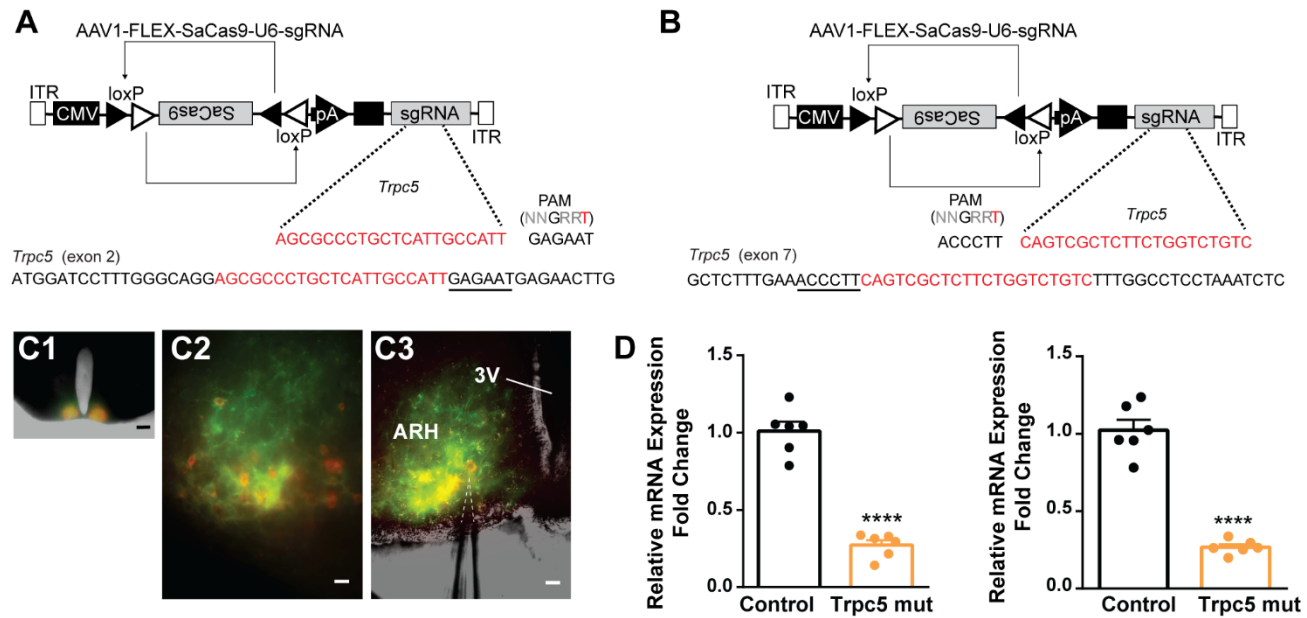 A
AAV1-FLEX-SaCas9-U6-sgRNA
ITR
loxP
CMV
SaCas9
loxP
pA
sgRNA
ITR
Trpc5
PAM
(NNGRRT)
AGCGCCCTGCTCATTGCCATT
GAGAAT
Trpc5 (exon 2)
ATGGATCCTTTGGGCAGGAGCGCCCTGCTCATTGCCATTGAGAATGAGAACTTG
B
AAV1-FLEX-SaCas9-U6-sgRNA
ITR
loxP
CMV
SaCas9
loxP
pA
sgRNA
ITR
PAM
(NNGRRT)
Trpc5
ACCCTT
CAGTCGCTCTTCTGGTCTGTC
Trpc5 (exon 7)
GCTCTTTGAAACCCTTCAGTCGCTCTTCTGGTCTGTCTTTGGCCTCCTAAATCTC
C1
C2
C3
3V
ARH
D
Relative mRNA Expression
Fold Change
1.5
1.0
0.5
0.0
****
Control
Trpc5 mut
Relative mRNA Expression
Fold Change
1.5
1.0
0.5
0.0
****
Control
Trpc5 mut